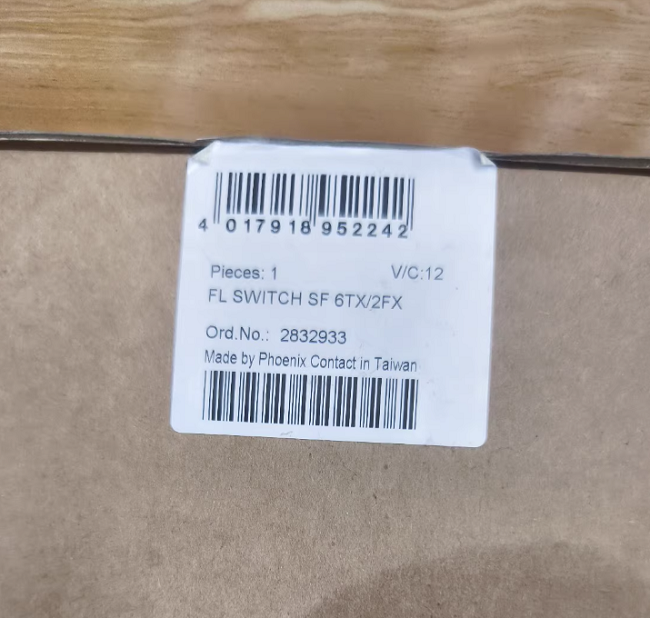 4 017918 952242
Pieces: 1 V/C:12
FL SWITCH SF 6TX/2FX
Ord.No.: 2832933
Made by Phoenix Contact in Taiwan